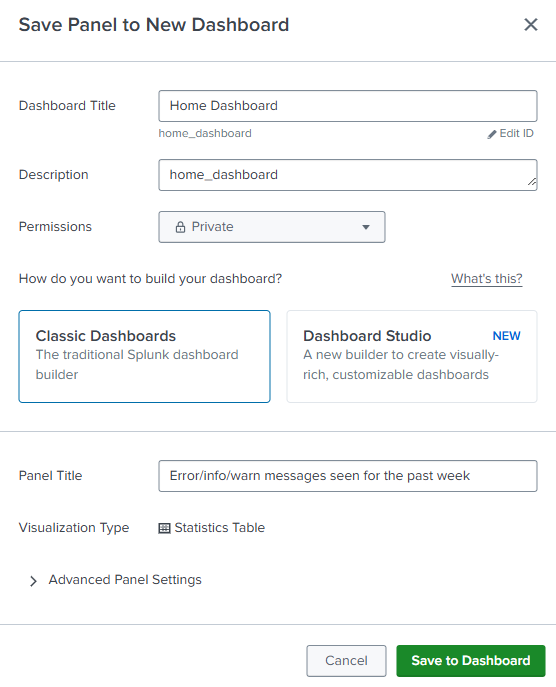 Save Panel to New Dashboard
Dashboard Title
Home Dashboard
home_dashboard
Edit ID
Description
home_dashboard
Permissions
Private
How do you want to build your dashboard?
What's this?
Classic Dashboards
The traditional Splunk dashboard
builder
Dashboard Studio
NEW
A new builder to create visually-
rich, customizable dashboards
Panel Title
Error/info/warn messages seen for the past week
Visualization Type
Statistics Table
Advanced Panel Settings
Cancel
Save to Dashboard